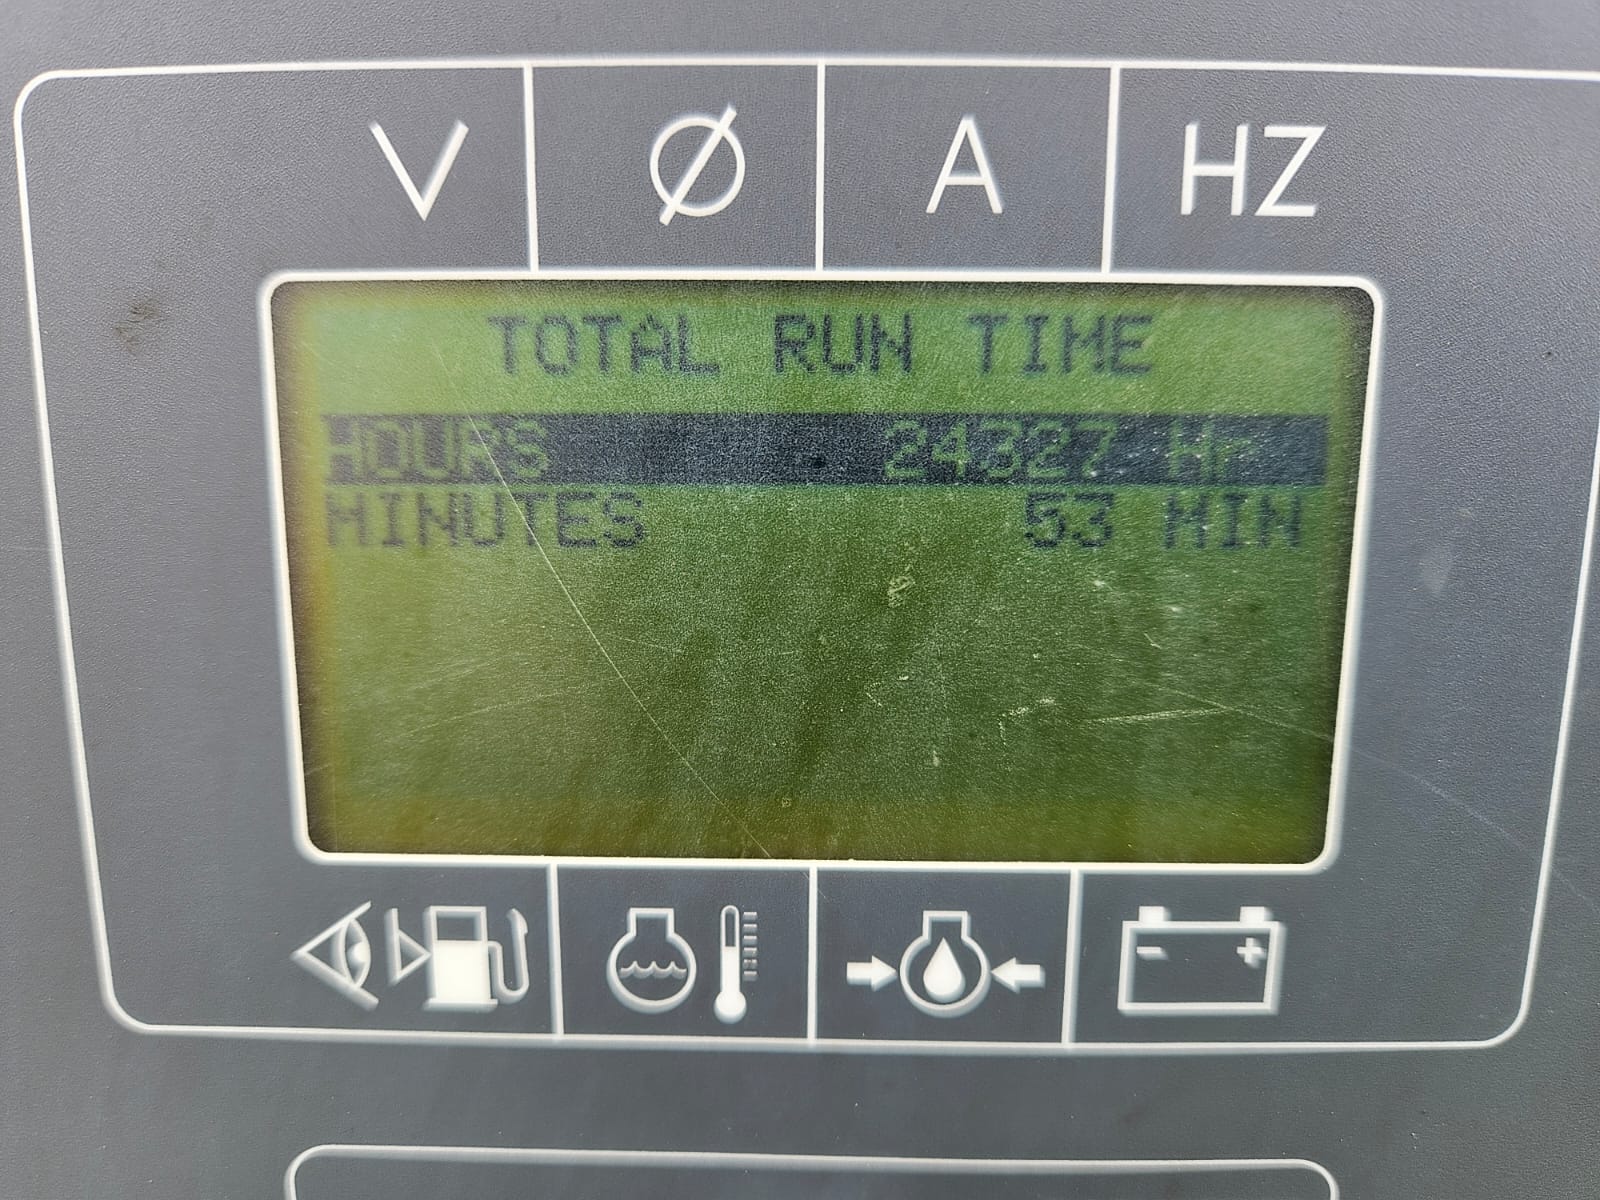 V Ø A HZ
TOTAL RUN TIME
HOURS 24327 Hr
MINUTES 53 MIN
- +